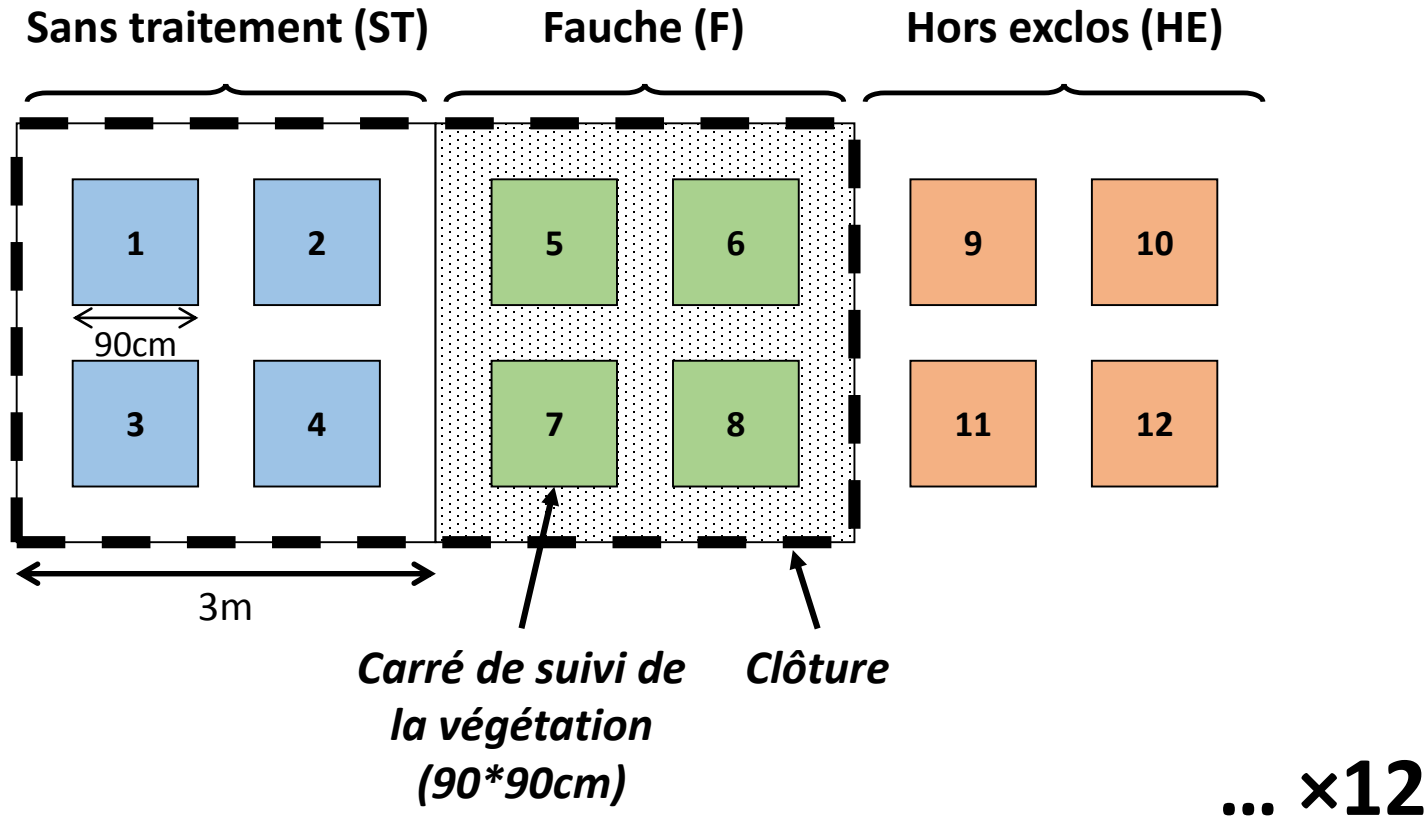 Sans traitement (ST)
Fauche (F)
Hors exclos (HE)
1
2
5
6
9
10
90cm
3
4
7
8
11
12
3m
Carré de suivi de
la végétation
(90*90cm)
Clôture
... ×12